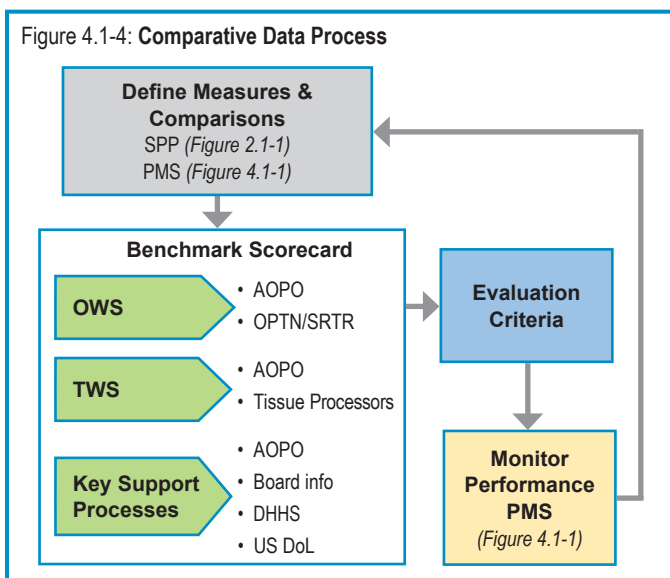 Figure 4.1-4: Comparative Data Process
Define Measures &
Comparisons
SPP (Figure 2.1-1)
PMS (Figure 4.1-1)
Benchmark Scorecard
OWS
• AOPO
• OPTN/SRTR
TWS
• AOPO
• Tissue Processors
Key Support
Processes
• AOPO
• Board info
• DHHS
• US DoL
Evaluation
Criteria
Monitor
Performance
PMS
(Figure 4.1-1)